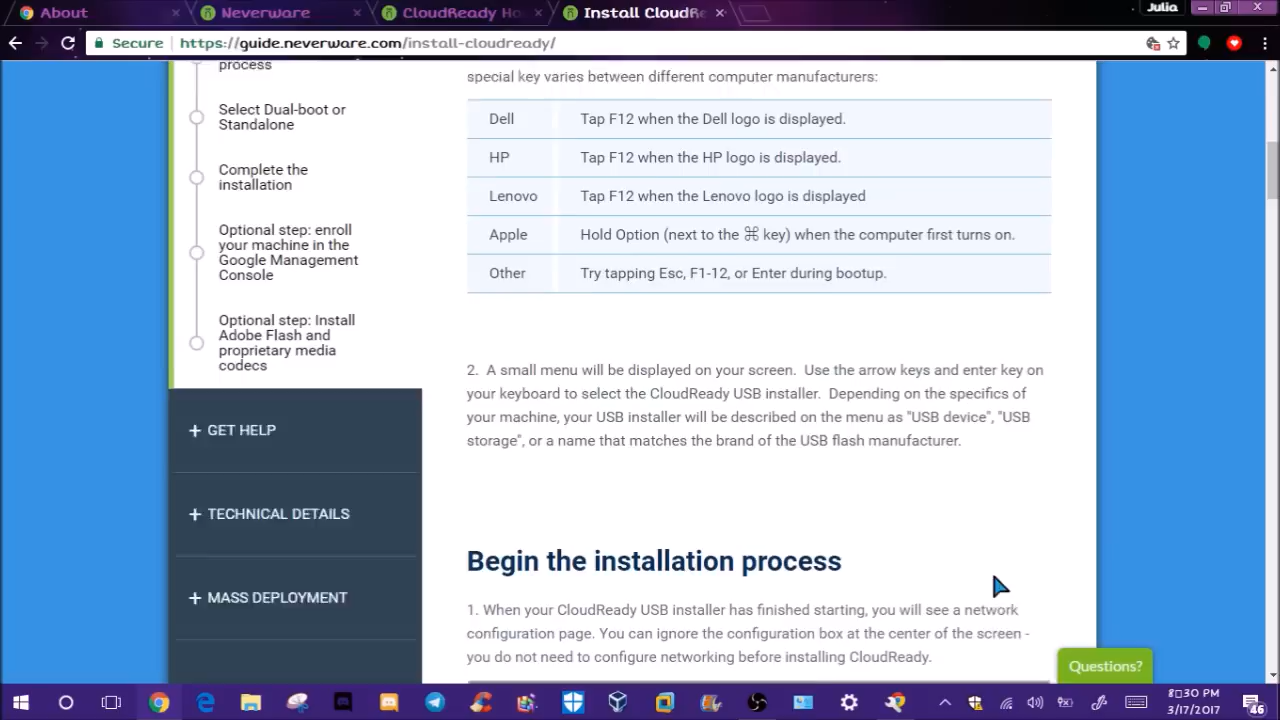 About
Neverware
CloudReady Ha
Install CloudRe
Julia
Secure
https://guide.neverware.com/install-cloudready/
process
Select Dual-boot or
Standalone
Complete the
installation
Optional step: enroll
your machine in the
Google Management
Console
Optional step: Install
Adobe Flash and
proprietary media
codecs
+ GET HELP
+ TECHNICAL DETAILS
+ MASS DEPLOYMENT
special key varies between different computer manufacturers:
Dell Tap F12 when the Dell logo is displayed.
HP Tap F12 when the HP logo is displayed.
Lenovo Tap F12 when the Lenovo logo is displayed
Apple Hold Option (next to the ⌘ key) when the computer first turns on.
Other Try tapping Esc, F1-12, or Enter during bootup.
2. A small menu will be displayed on your screen. Use the arrow keys and enter key on
your keyboard to select the CloudReady USB installer. Depending on the specifics of
your machine, your USB installer will be described on the menu as "USB device", "USB
storage", or a name that matches the brand of the USB flash manufacturer.
Begin the installation process
1. When your CloudReady USB installer has finished starting, you will see a network
configuration page. You can ignore the configuration box at the center of the screen -
you do not need to configure networking before installing CloudReady.
Questions?
8:30 PM
3/17/2017
46